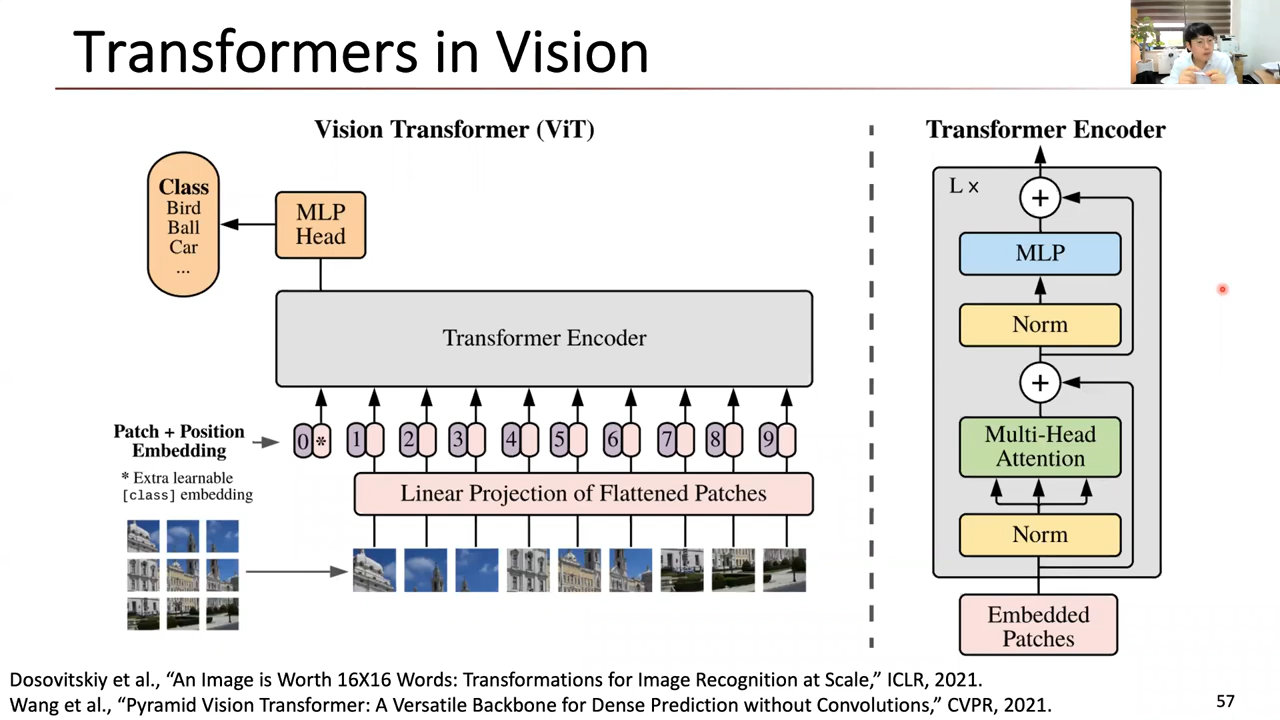 Transformers in Vision
Vision Transformer (ViT)
Class
Bird
Ball
Car
...
MLP
Head
Transformer Encoder
Patch + Position
Embedding
* Extra learnable
[class] embedding
0 * 1 2 3 4 5 6 7 8 9
Linear Projection of Flattened Patches
Transformer Encoder
L x
+
MLP
Norm
+
Multi-Head
Attention
Norm
Embedded
Patches
Dosovitskiy et al., “An Image is Worth 16X16 Words: Transformations for Image Recognition at Scale,” ICLR, 2021.
Wang et al., “Pyramid Vision Transformer: A Versatile Backbone for Dense Prediction without Convolutions,” CVPR, 2021.
57